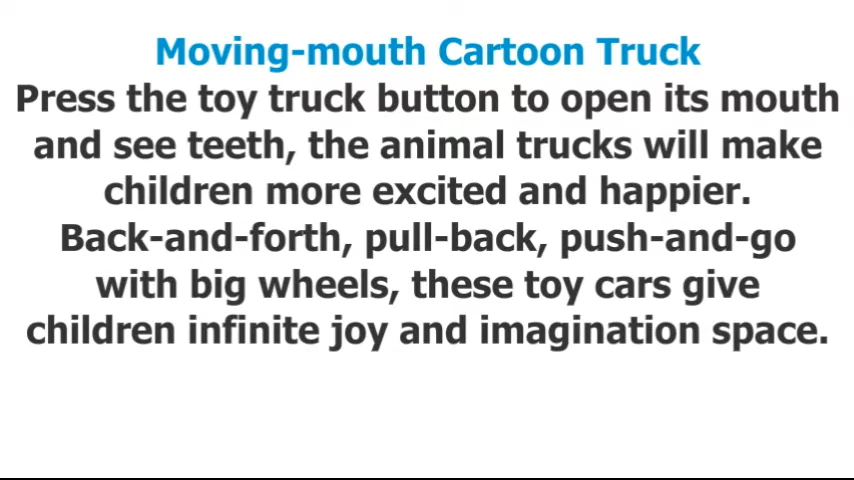 Moving-mouth Cartoon Truck
Press the toy truck button to open its mouth
and see teeth, the animal trucks will make
children more excited and happier.
Back-and-forth, pull-back, push-and-go
with big wheels, these toy cars give
children infinite joy and imagination space.